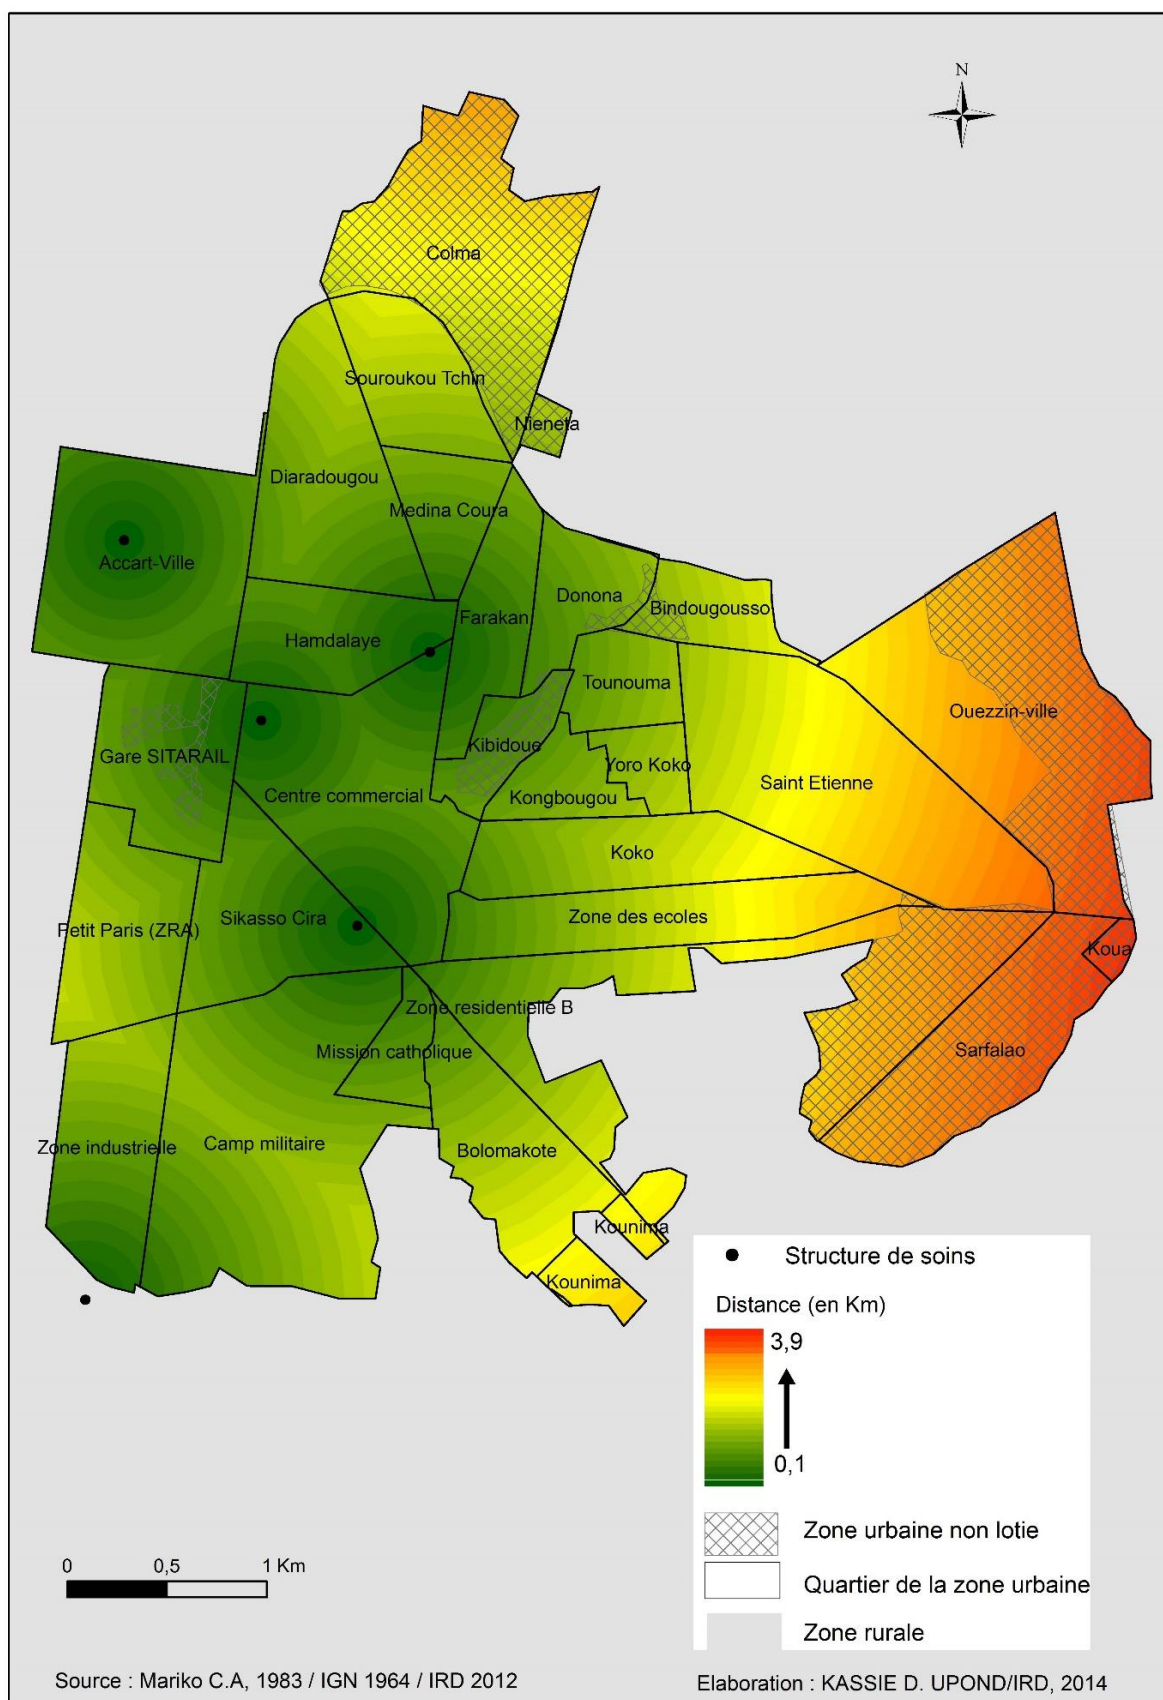 N
Colma
Souroukou Tchin
Nieneta
Diaradougou
Medina Coura
Accart-Ville
Donona
Bindougousso
Farakan
Hamdalaye
Tounouma
Ouezzin-ville
Kibidoue
Gare SITARAIL
Yoro Koko
Saint Etienne
Centre commercial
Kongbougou
Koko
Sikasso Cira
Zone des ecoles
Petit Paris (ZRA)
Koua
Zone residentielle B
Mission catholique
Sarfalao
Zone industrielle
Camp militaire
Bolomakote
Kounima
Kounima
Structure de soins
Distance (en Km)
3,9
0,1
Zone urbaine non lotie
Quartier de la zone urbaine
Zone rurale
0 0,5 1 Km
Source : Mariko C.A, 1983 / IGN 1964 / IRD 2012
Elaboration : KASSIE D. UPOND/IRD, 2014